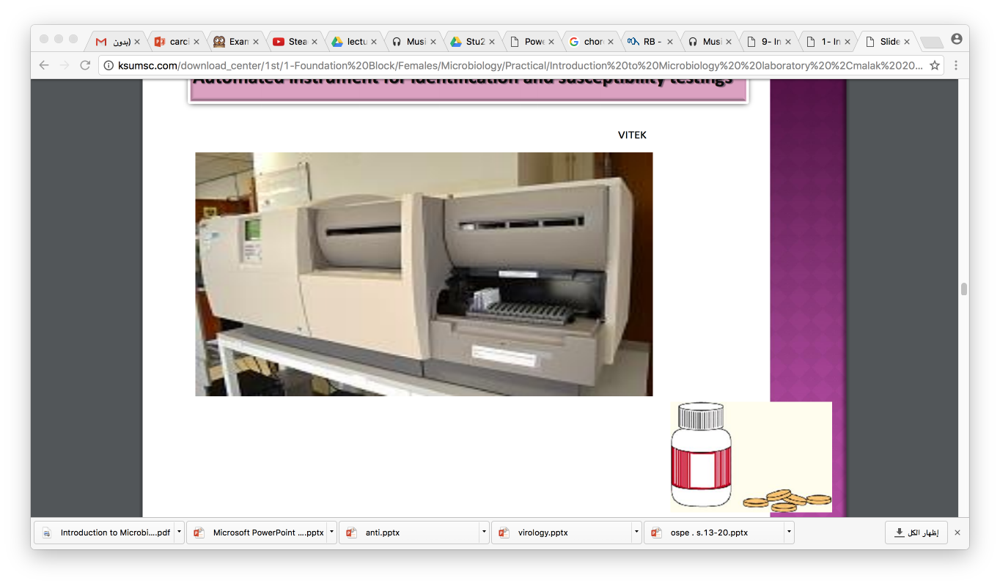 (بدون
carci
Exam
Stea
lectu
Musi
Stu2
Powe
chor
RB -
Musi
9- In
1- In
Slide
ksumsc.com/download_center/1st/1-Foundation%20Block/Females/Microbiology/Practical/Introduction%20to%20Microbiology%20%20laboratory%20%2Cmalak%2020...
Automated instrument for identification and susceptibility testings
VITEK
Introduction to Microbi....pdf
Microsoft PowerPoint ....pptx
anti.pptx
virology.pptx
ospe . s.13-20.pptx
إظهار الكل